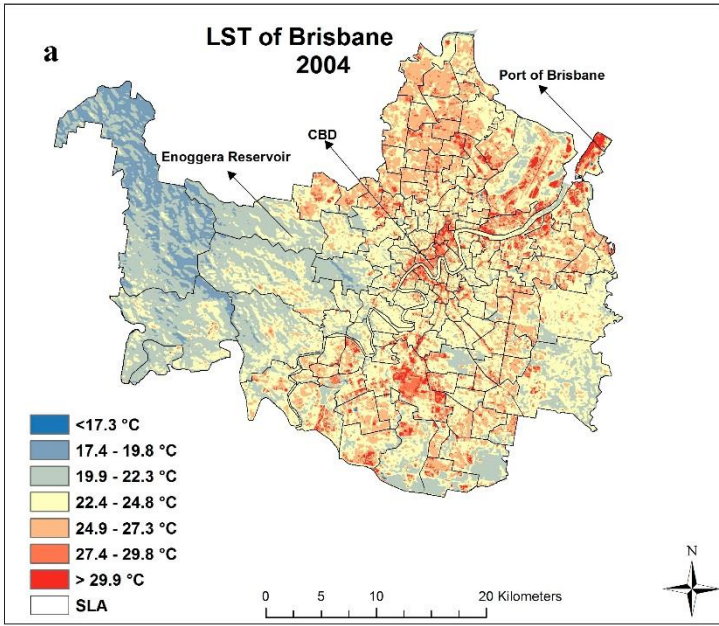 a
LST of Brisbane
2004
Port of Brisbane
CBD
Enoggera Reservoir
<17.3 °C
17.4 - 19.8 °C
19.9 - 22.3 °C
22.4 - 24.8 °C
24.9 - 27.3 °C
27.4 - 29.8 °C
> 29.9 °C
SLA
0 5 10 20 Kilometers
N